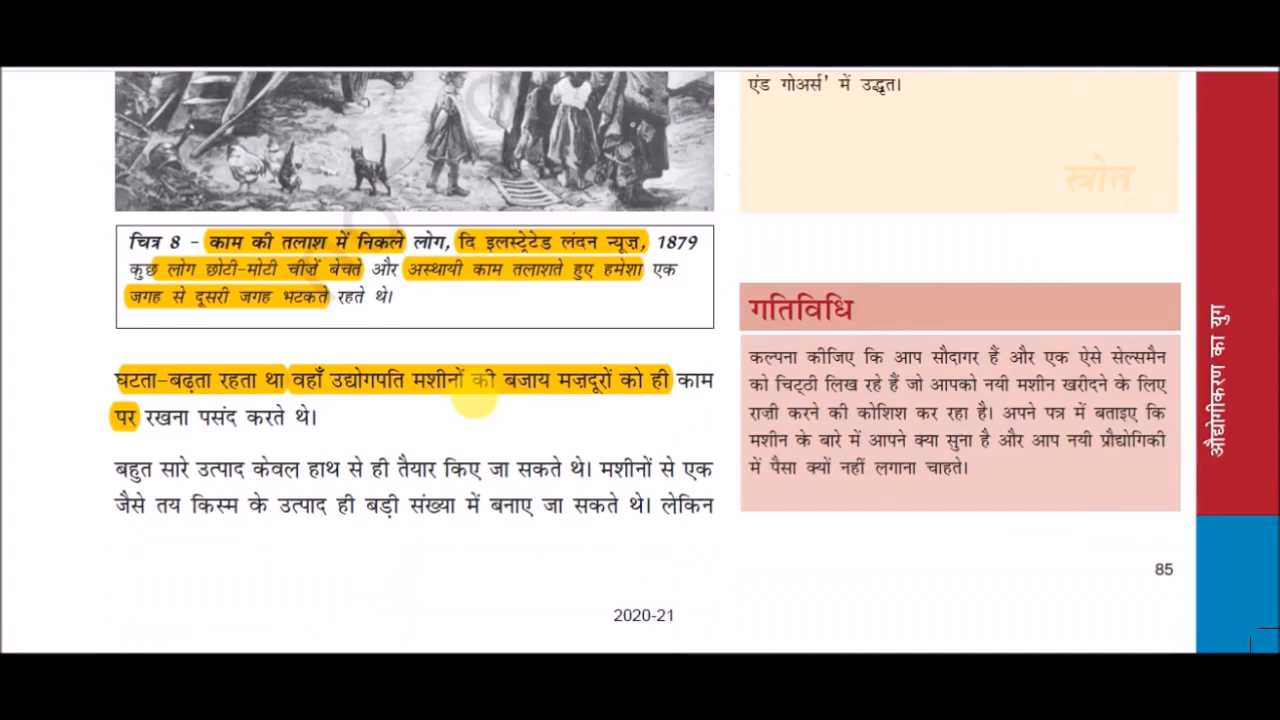 चित्र 8 – काम की तलाश में निकले लोग, दि इलस्ट्रेटेड लंदन न्यूज़, 1879
कुछ लोग छोटी-मोटी चीज़ें बेचते और अस्थायी काम तलाशते हुए हमेशा एक
जगह से दूसरी जगह भटकते रहते थे।
घटता-बढ़ता रहता था वहाँ उद्योगपति मशीनों की बजाय मज़दूरों को ही काम
पर रखना पसंद करते थे।
बहुत सारे उत्पाद केवल हाथ से ही तैयार किए जा सकते थे। मशीनों से एक
जैसे तय किस्म के उत्पाद ही बड़ी संख्या में बनाए जा सकते थे। लेकिन
एंड गोअर्स' में उद्धृत।
स्रोत
गतिविधि
कल्पना कीजिए कि आप सौदागर हैं और एक ऐसे सेल्समैन
को चिट्ठी लिख रहे हैं जो आपको नयी मशीन खरीदने के लिए
राज़ी करने की कोशिश कर रहा है। अपने पत्र में बताइए कि
मशीन के बारे में आपने क्या सुना है और आप नयी प्रौद्योगिकी
में पैसा क्यों नहीं लगाना चाहते।
औद्योगीकरण का युग
85
2020-21